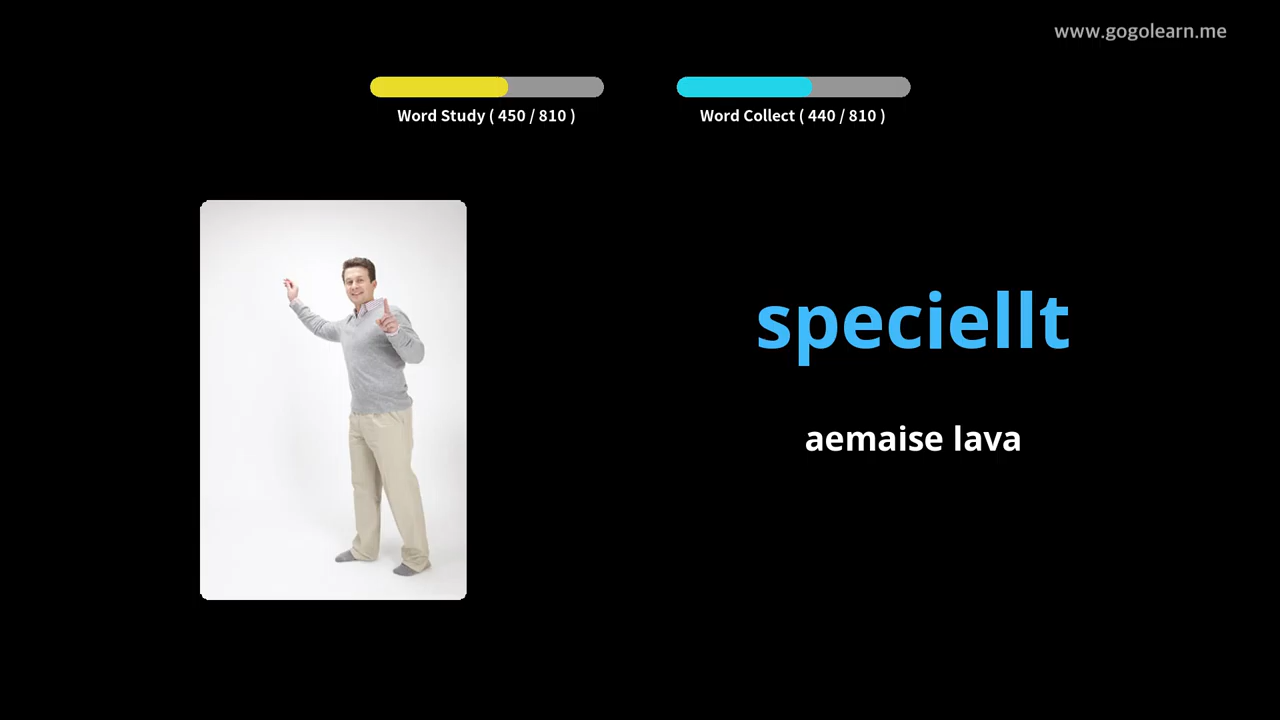 www.gogolearn.me
Word Study ( 450 / 810 )
Word Collect ( 440 / 810 )
speciellt
aemaise lava